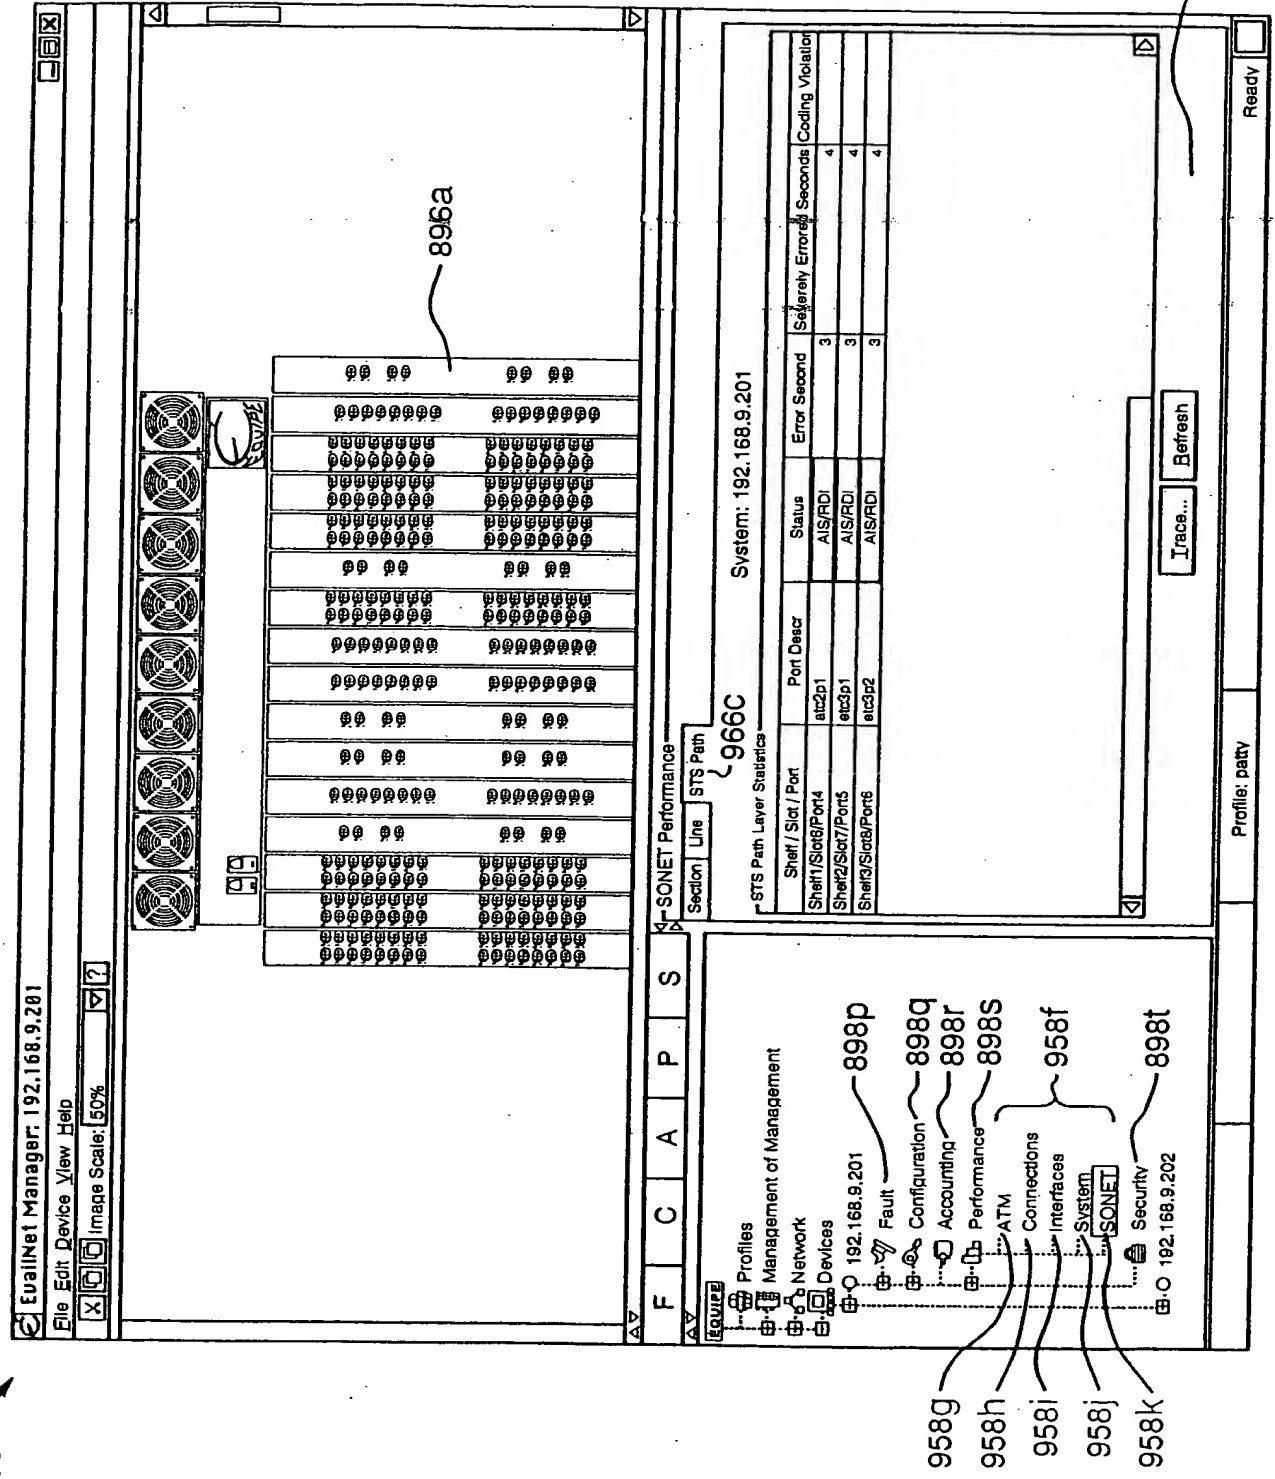 EuallNet Manager: 192.168.9.201
File Edit Device View Help
X Image Scale: 50% ?
896a
F C A P S
EQUIPE
Profiles
Management of Management
Network
Devices
192.168.9.201
Fault
898p
Configuration
898q
Accounting
898r
Performance
898s
ATM
Connections
Interfaces
System
SONET
958f
Security
898t
192.168.9.202
958g
958h
958i
958j
958k
SONET Performance
Section Line STS Path
966C
System: 192.168.9.201
STS Path Layer Statistics
Shelf / Slot / Port Port Descr Status Error Second Severely Errored Seconds Coding Violation
Shelf1/Slot6/Port4 atc2p1 AIS/RDI 3 4
Shelf2/Slot7/Port5 etc3p1 AIS/RDI 3 4
Shelf3/Slot8/Port6 etc3p2 AIS/RDI 3 4
Trace... Refresh
Profile: patty
Ready